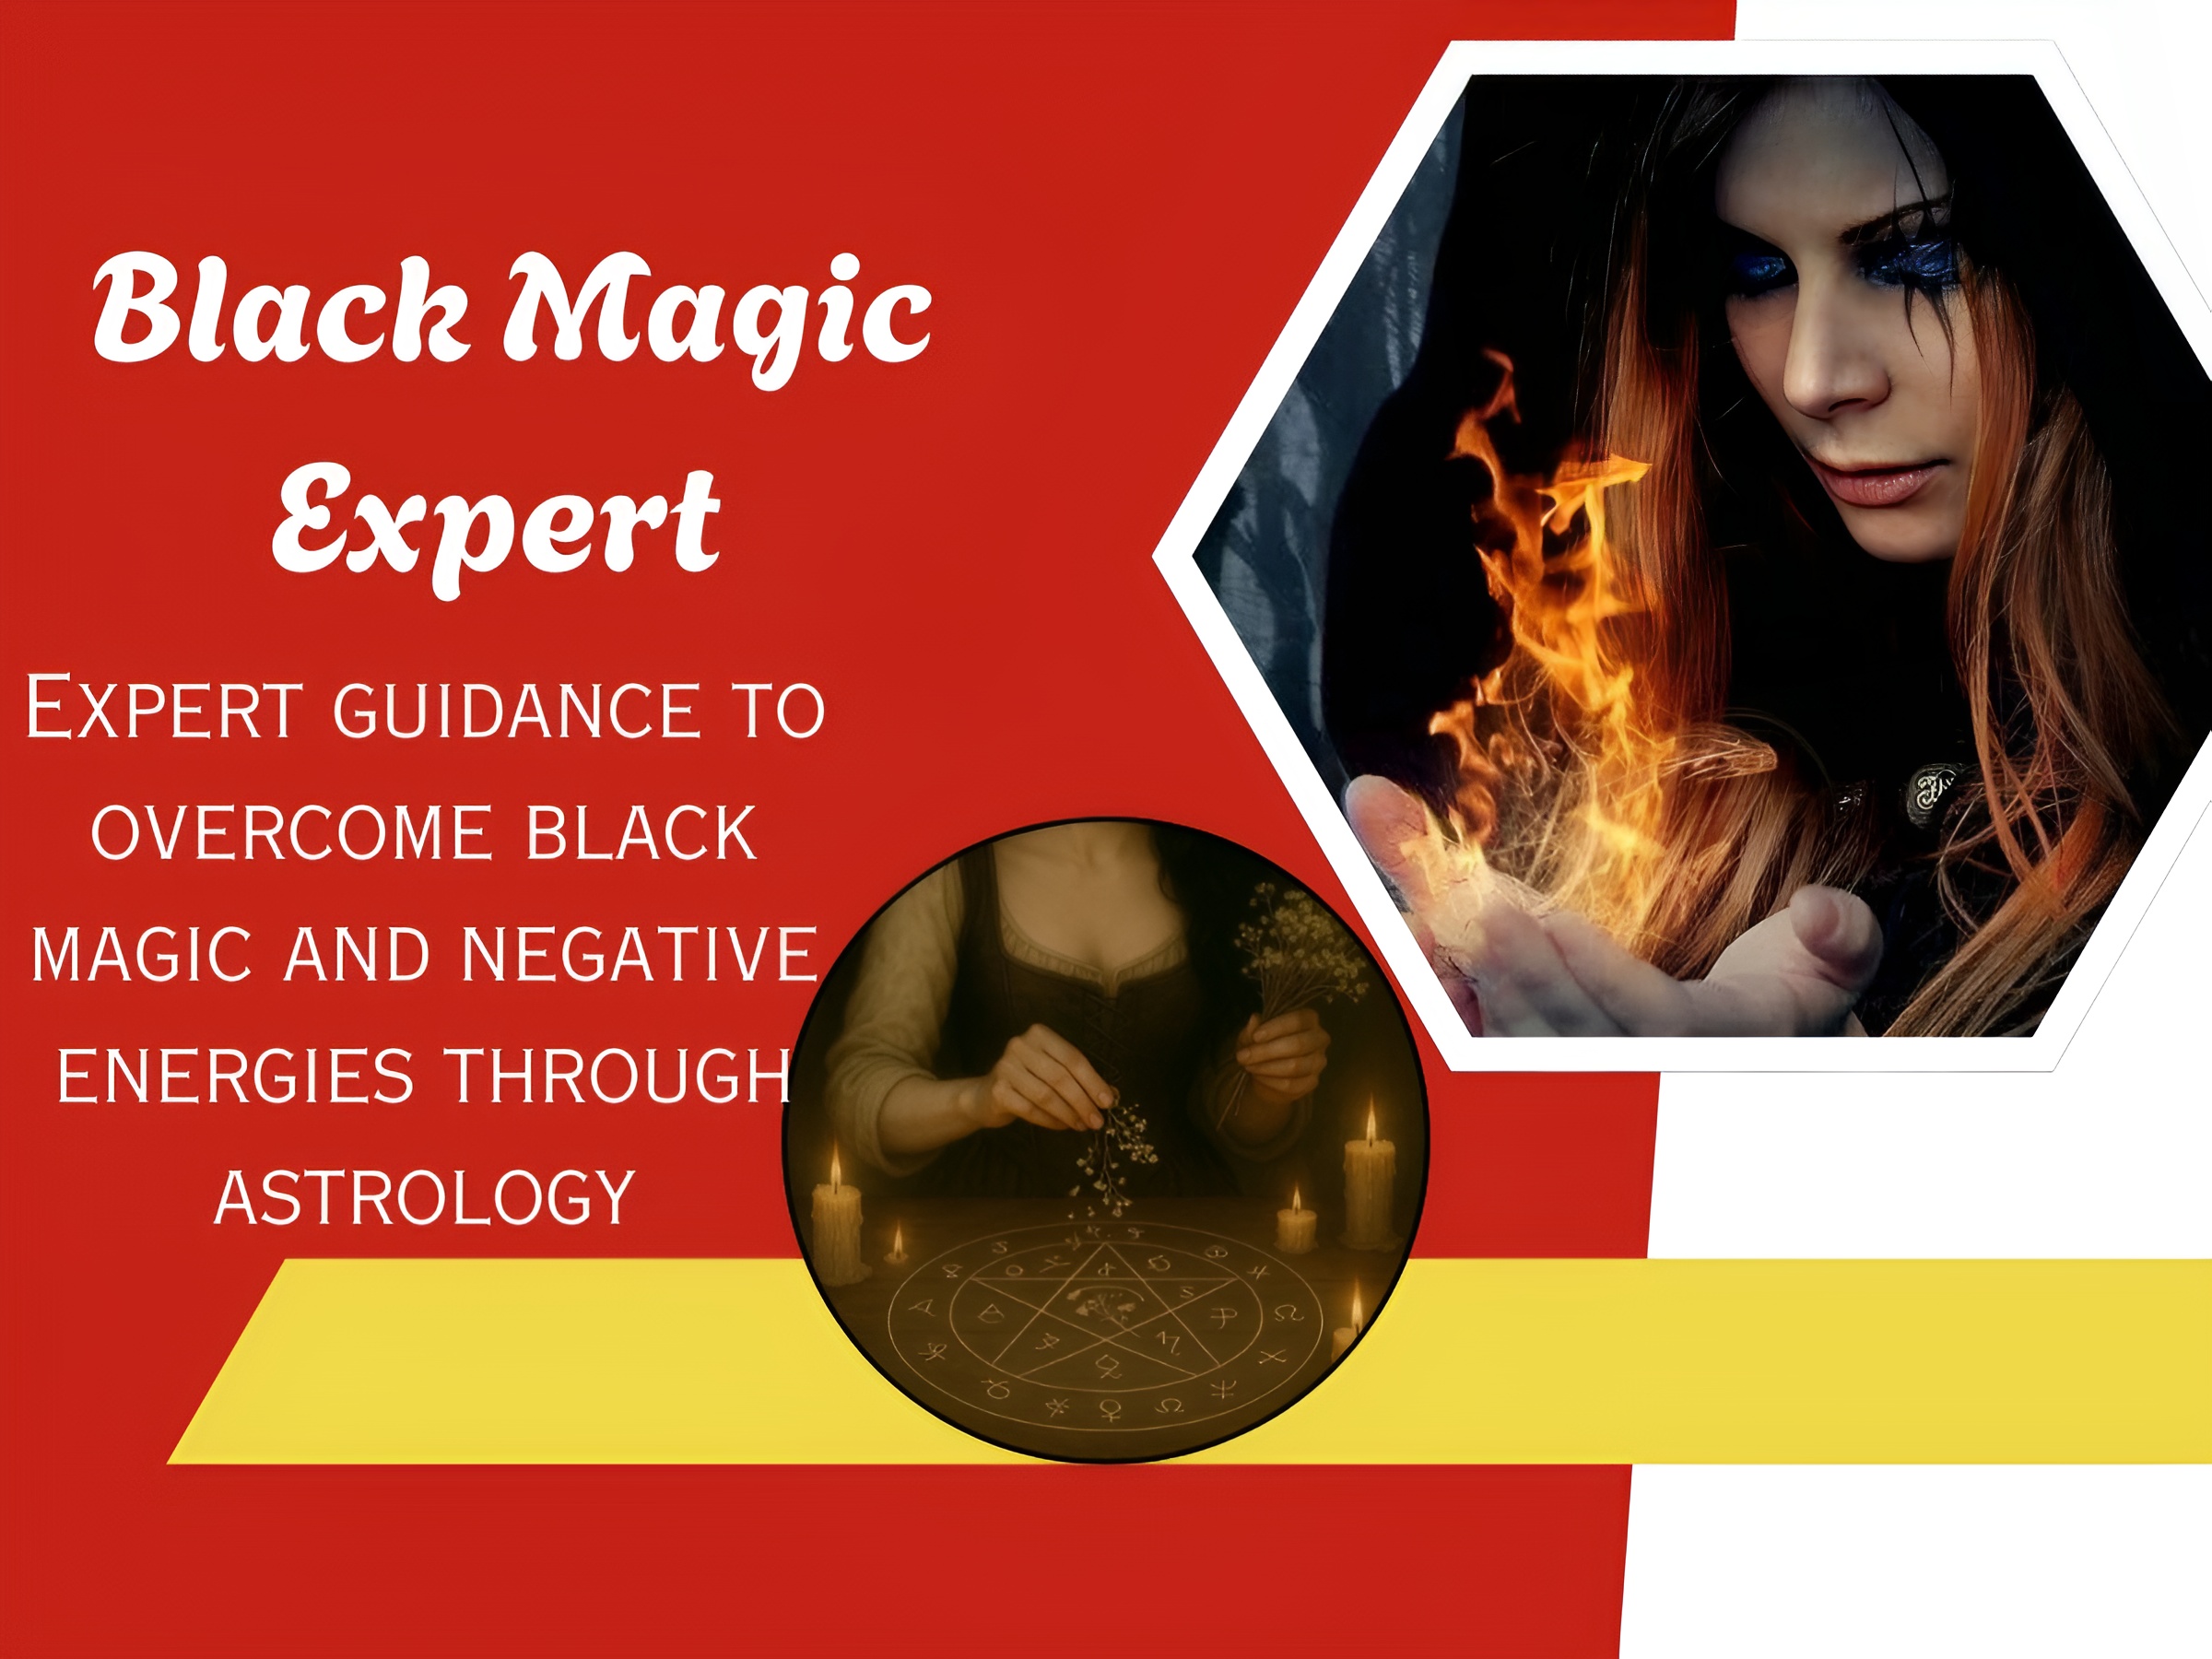 Black Magic
Expert
Expert guidance to
overcome black
magic and negative
energies through
astrology